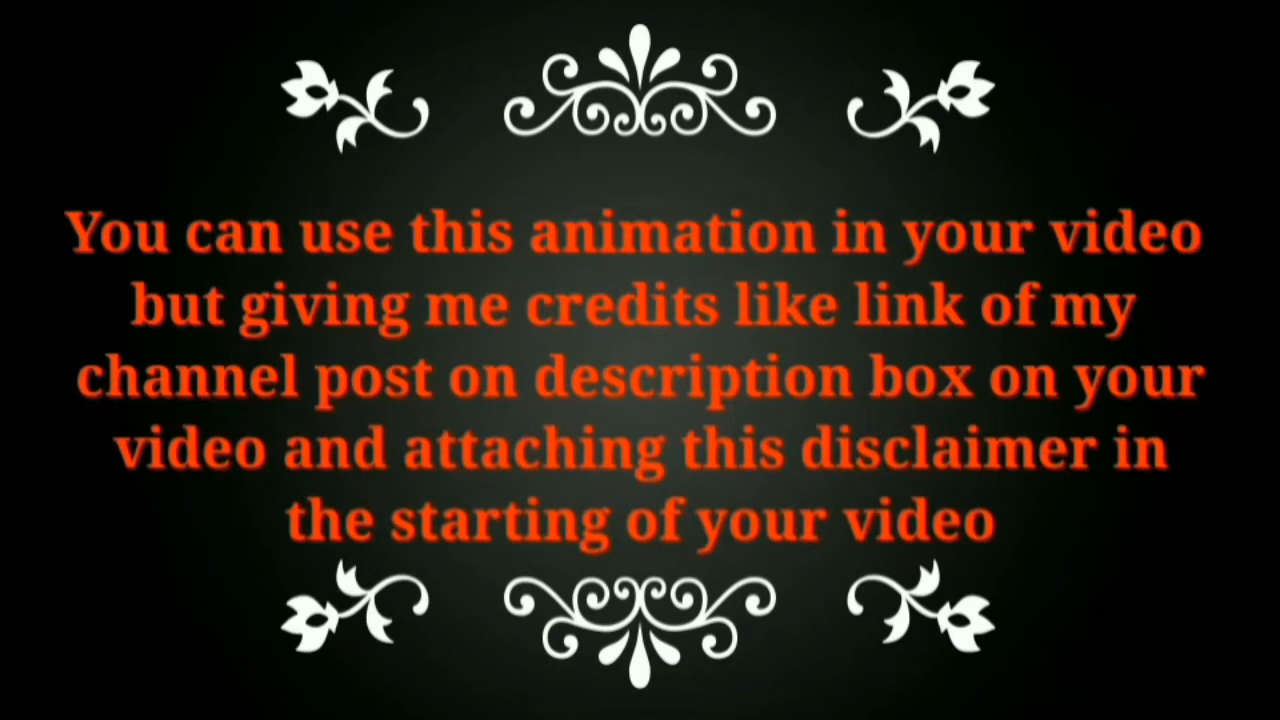 You can use this animation in your video
but giving me credits like link of my
channel post on description box on your
video and attaching this disclaimer in
the starting of your video